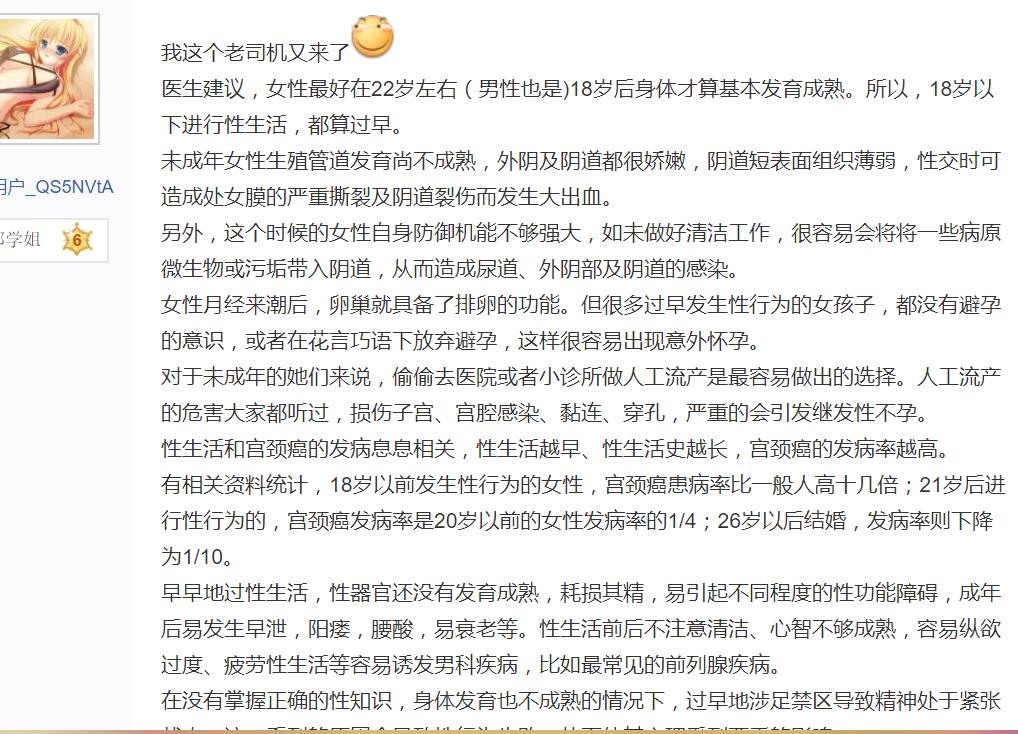 我这个老司机又来了
医生建议，女性最好在22岁左右（男性也是)18岁后身体才算基本发育成熟。所以，18岁以
下进行性生活，都算过早。
未成年女性生殖管道发育尚不成熟，外阴及阴道都很娇嫩，阴道短表面组织薄弱，性交时可
造成处女膜的严重撕裂及阴道裂伤而发生大出血。
用户_QS5NVtA
学姐
6
另外，这个时候的女性自身防御机能不够强大，如未做好清洁工作，很容易会将将一些病原
微生物或污垢带入阴道，从而造成尿道、外阴部及阴道的感染。
女性月经来潮后，卵巢就具备了排卵的功能。但很多过早发生性行为的女孩子，都没有避孕
的意识，或者在花言巧语下放弃避孕，这样很容易出现意外怀孕。
对于未成年的她们来说，偷偷去医院或者小诊所做人工流产是最容易做出的选择。人工流产
的危害大家都听过，损伤子宫、宫腔感染、黏连、穿孔，严重的会引发继发性不孕。
性生活和宫颈癌的发病息息相关，性生活越早、性生活史越长，宫颈癌的发病率越高。
有相关资料统计，18岁以前发生性行为的女性，宫颈癌患病率比一般人高十几倍；21岁后进
行性行为的，宫颈癌发病率是20岁以前的女性发病率的1/4；26岁以后结婚，发病率则下降
为1/10。
早早地过性生活，性器官还没有发育成熟，耗损其精，易引起不同程度的性功能障碍，成年
后易发生早泄，阳痿，腰酸，易衰老等。性生活前后不注意清洁、心智不够成熟，容易纵欲
过度、疲劳性生活等容易诱发男科疾病，比如最常见的前列腺疾病。
在没有掌握正确的性知识，身体发育也不成熟的情况下，过早地涉足禁区导致精神处于紧张